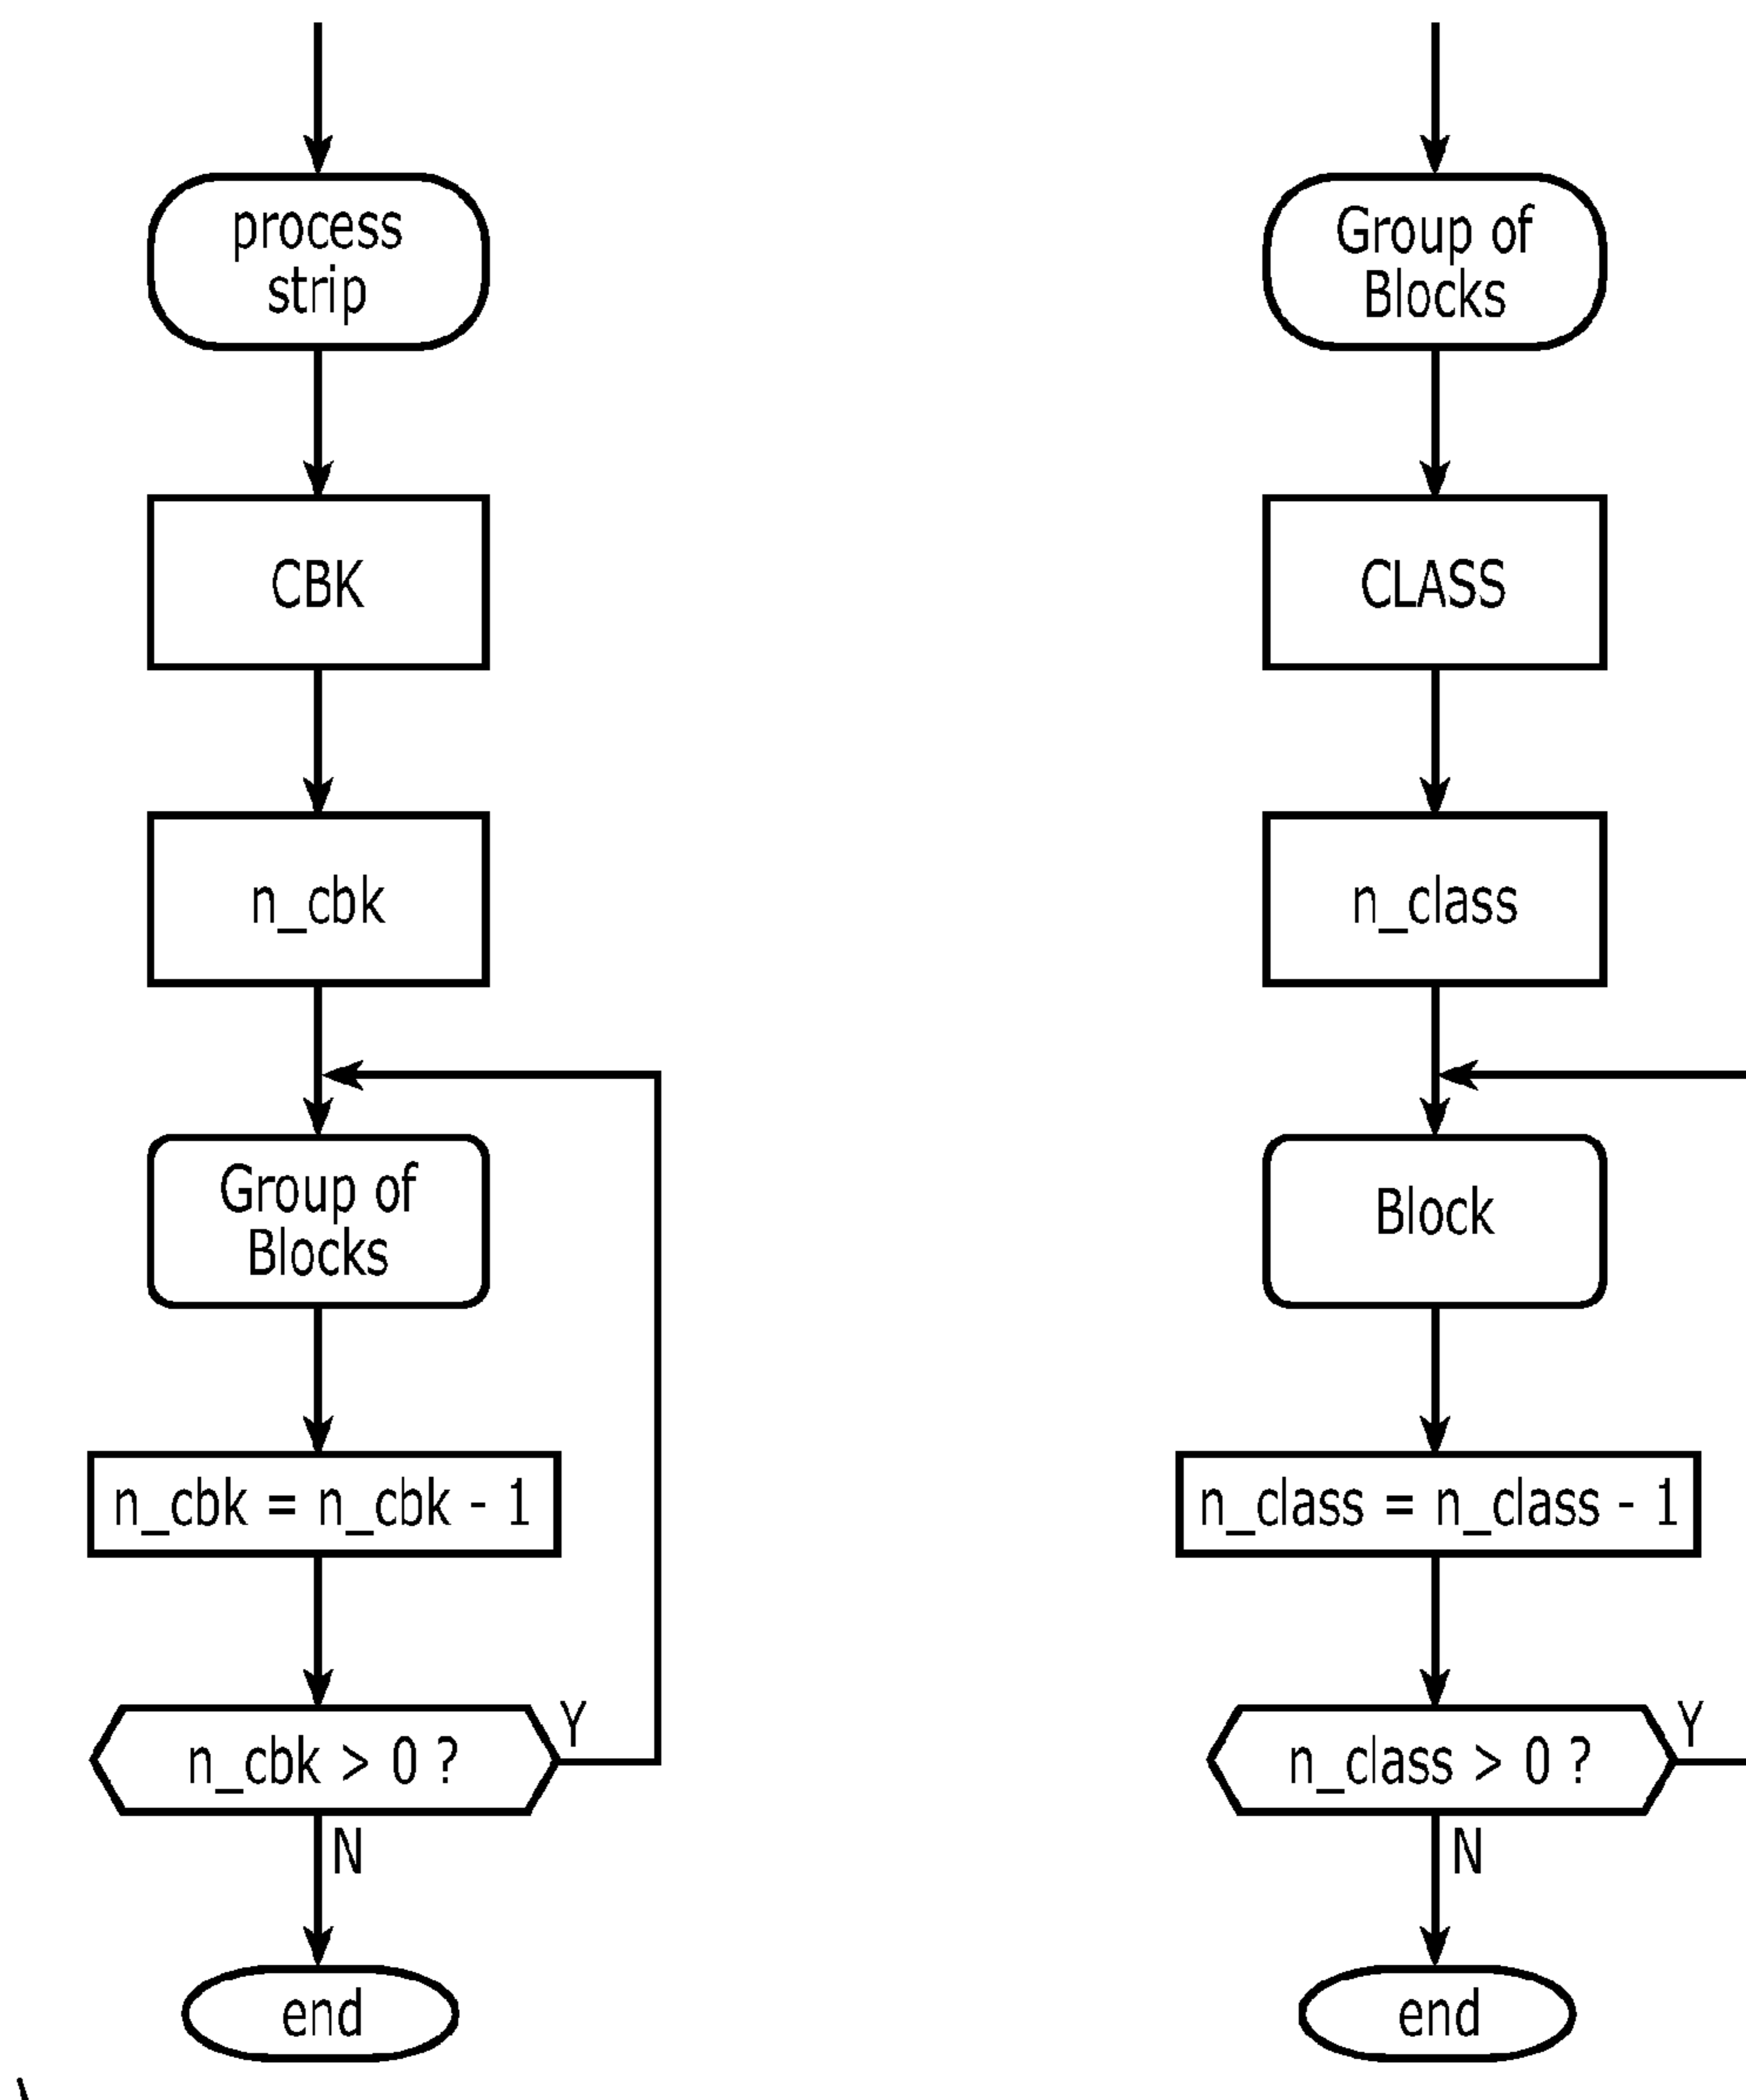 process
strip
CBK
n_cbk
Group of
Blocks
n_cbk = n_cbk - 1
n_cbk > 0 ?
Y
N
end
Group of
Blocks
CLASS
n_class
Block
n_class = n_class - 1
n_class > 0 ?
Y
N
end